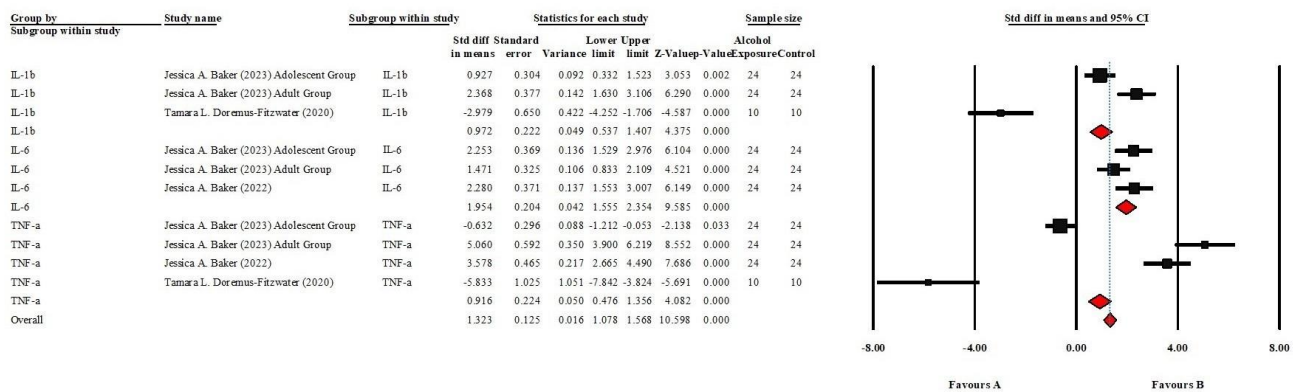 Group by Study name Subgroup within study Statistics for each study Sample size Std diff in means and 95% CI
Subgroup within study
Std diff Standard Lower Upper Alcohol
in means error Variance limit limit Z-Value p-Value Exposure Control
IL-1b Jessica A. Baker (2023) Adolescent Group IL-1b 0.927 0.304 0.092 0.332 1.523 3.053 0.002 24 24
IL-1b Jessica A. Baker (2023) Adult Group IL-1b 2.368 0.377 0.142 1.630 3.106 6.290 0.000 24 24
IL-1b Tamara L. Doremus-Fitzwater (2020) IL-1b -2.979 0.650 0.422 -4.252 -1.706 -4.587 0.000 10 10
IL-1b 0.972 0.222 0.049 0.537 1.407 4.375 0.000
IL-6 Jessica A. Baker (2023) Adolescent Group IL-6 2.253 0.369 0.136 1.529 2.976 6.104 0.000 24 24
IL-6 Jessica A. Baker (2023) Adult Group IL-6 1.471 0.325 0.106 0.833 2.109 4.521 0.000 24 24
IL-6 Jessica A. Baker (2022) IL-6 2.280 0.371 0.137 1.553 3.007 6.149 0.000 24 24
IL-6 1.954 0.204 0.042 1.555 2.354 9.585 0.000
TNF-a Jessica A. Baker (2023) Adolescent Group TNF-a -0.632 0.296 0.088 -1.212 -0.053 -2.138 0.033 24 24
TNF-a Jessica A. Baker (2023) Adult Group TNF-a 5.060 0.592 0.350 3.900 6.219 8.552 0.000 24 24
TNF-a Jessica A. Baker (2022) TNF-a 3.578 0.465 0.217 2.665 4.490 7.686 0.000 24 24
TNF-a Tamara L. Doremus-Fitzwater (2020) TNF-a -5.833 1.025 1.051 -7.842 -3.824 -5.691 0.000 10 10
TNF-a 0.916 0.224 0.050 0.476 1.356 4.082 0.000
Overall 1.323 0.125 0.016 1.078 1.568 10.598 0.000
-8.00 -4.00 0.00 4.00 8.00
Favours A Favours B